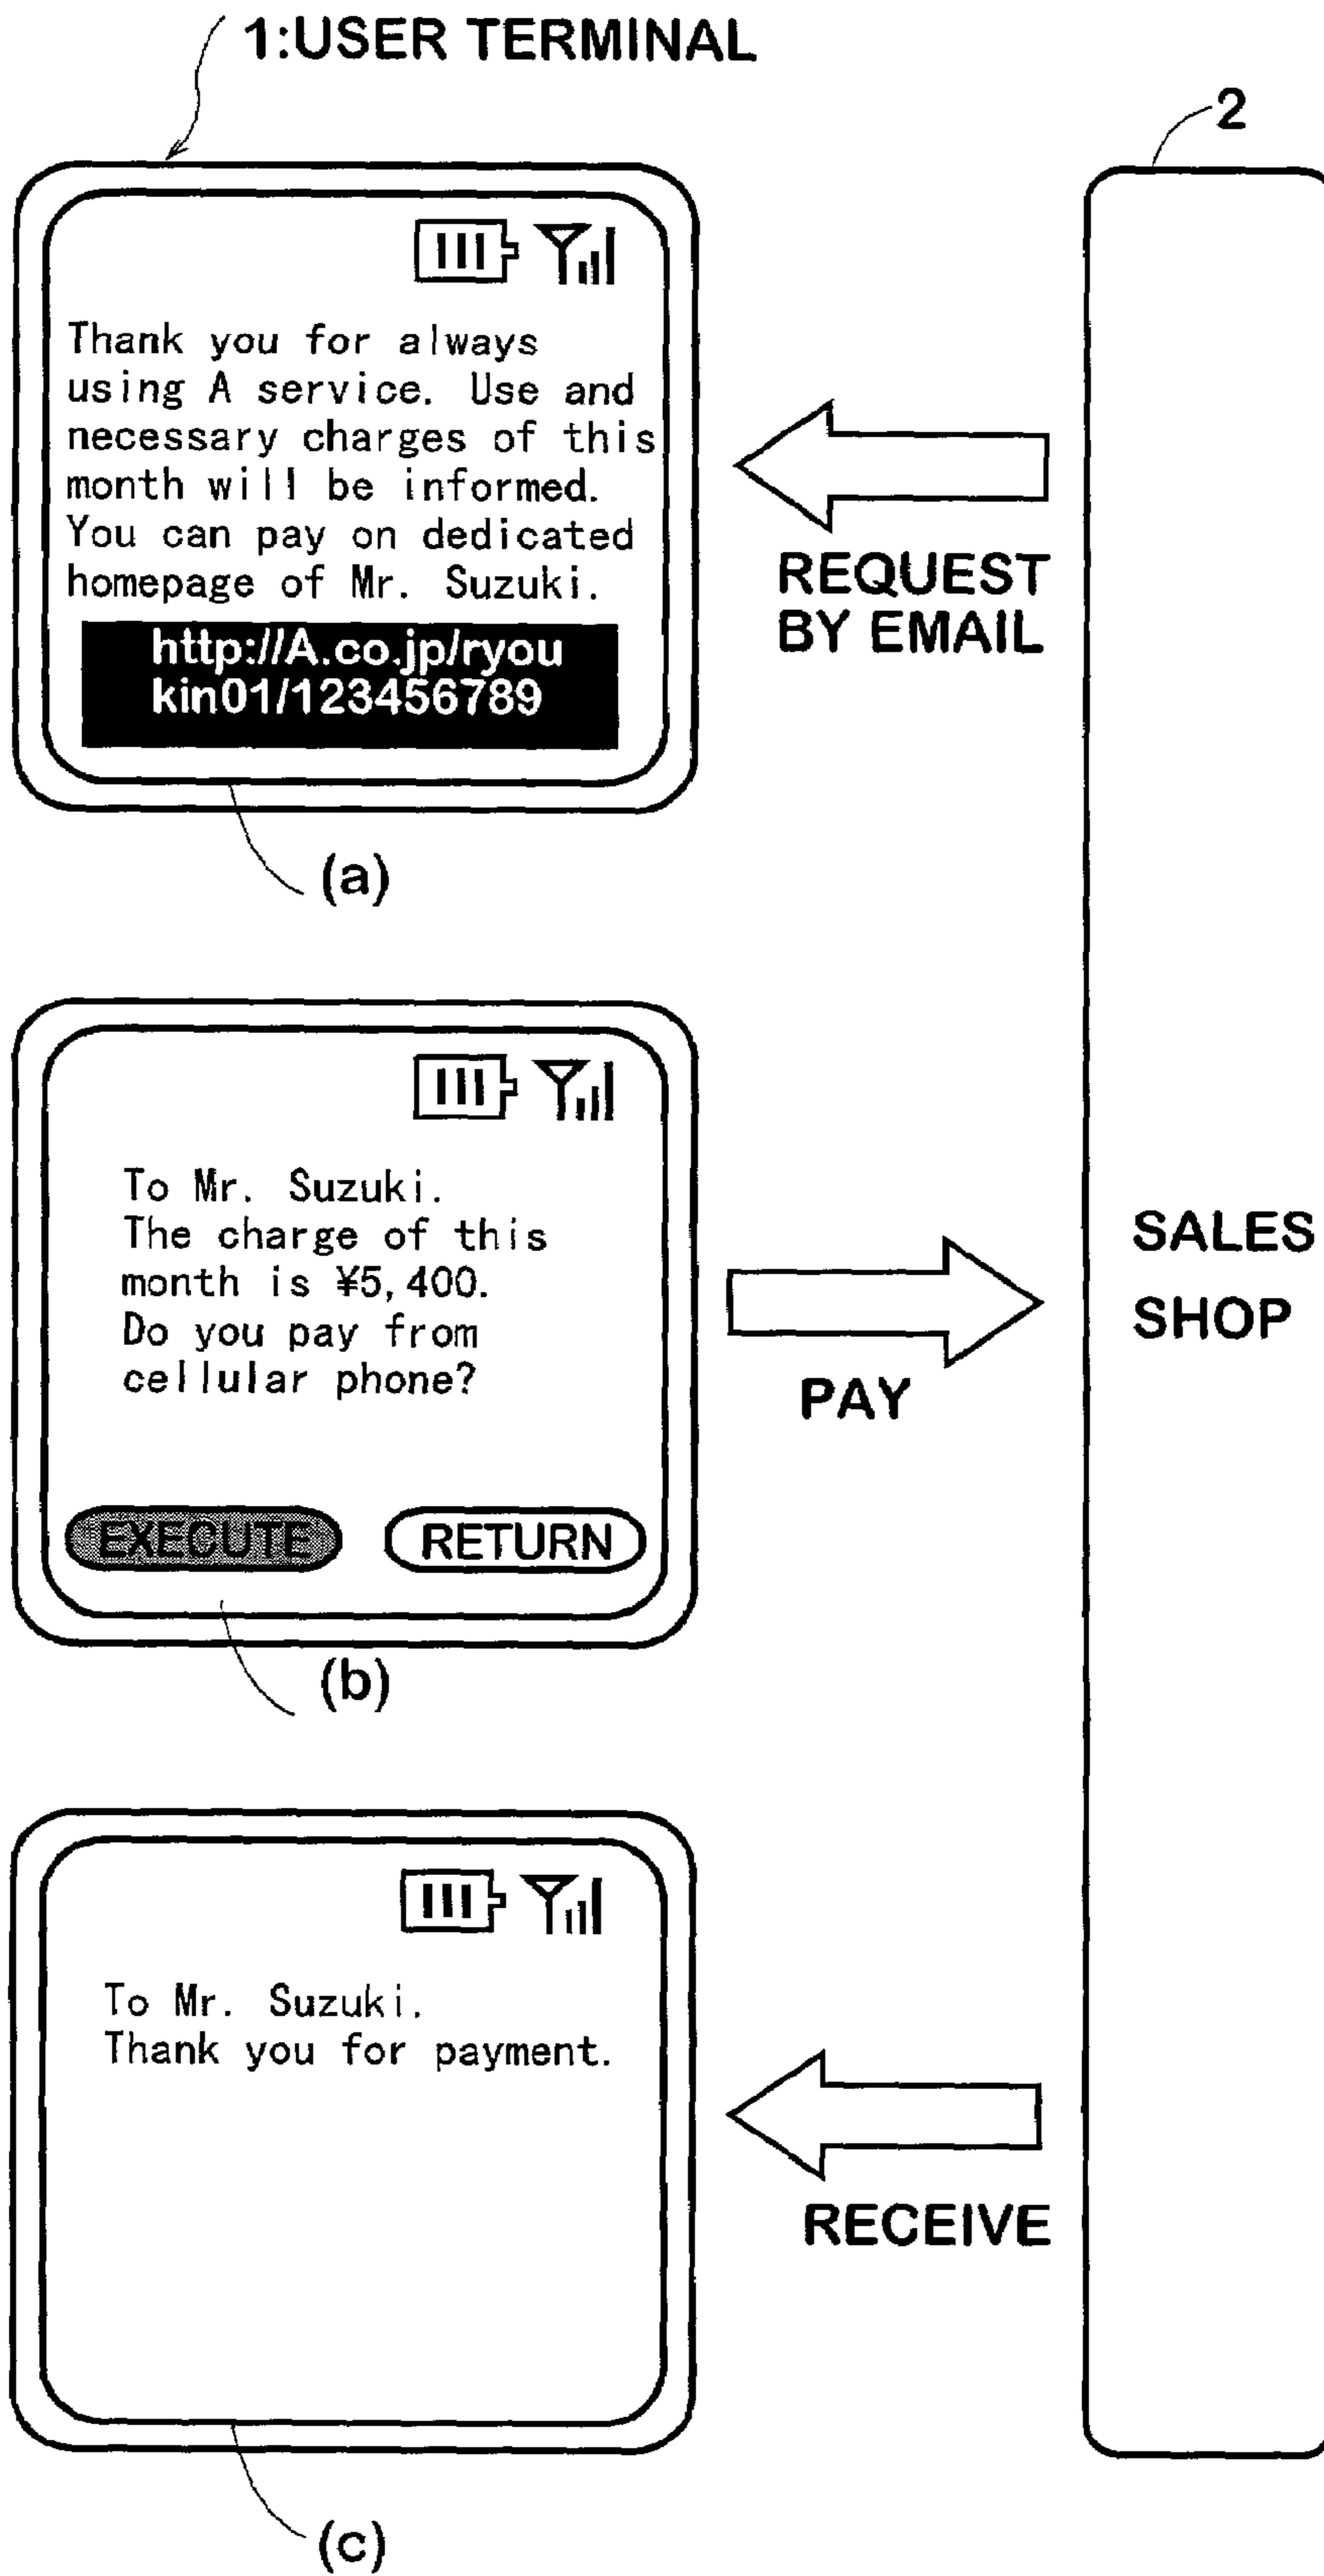 1:USER TERMINAL
2
Thank you for always
using A service. Use and
necessary charges of this
month will be informed.
You can pay on dedicated
homepage of Mr. Suzuki.
http://A.co.jp/ryou
kin01/123456789
REQUEST
BY EMAIL
(a)
To Mr. Suzuki.
The charge of this
month is ¥5,400.
Do you pay from
cellular phone?
EXECUTE RETURN
PAY
SALES
SHOP
(b)
To Mr. Suzuki.
Thank you for payment.
RECEIVE
(c)